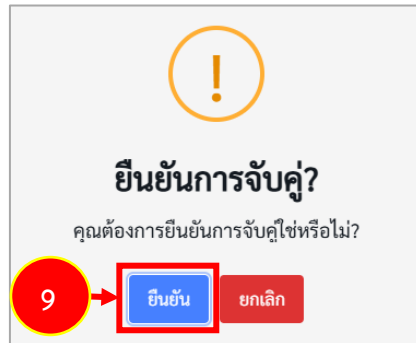 !
ยืนยันการจับคู่?
คุณต้องการยืนยันการจับคู่ใช่หรือไม่?
9 ยืนยัน ยกเลิก